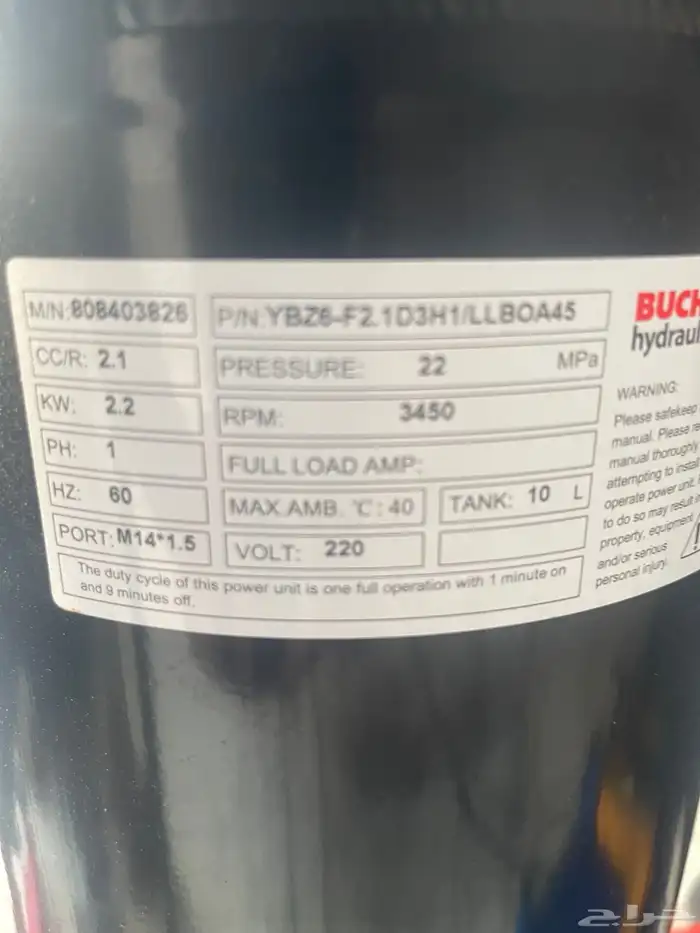 M/N:808403826
P/N:YBZ6-F2.1D3H1/LLBOA45
CC/R: 2.1
PRESSURE: 22 MPa
KW: 2.2
RPM: 3450
PH: 1
FULL LOAD AMP:
HZ: 60
MAX AMB. ℃: 40
TANK: 10 L
PORT: M14*1.5
VOLT: 220
The duty cycle of this power unit is one full operation with 1 minute on
and 9 minutes off.
BUCH
hydraul
WARNING:
Please safekeep
manual. Please re
manual thoroughly
attempting to install
operate power unit.
to do so may result
property, equipment
and/or serious
personal injury.
حراج